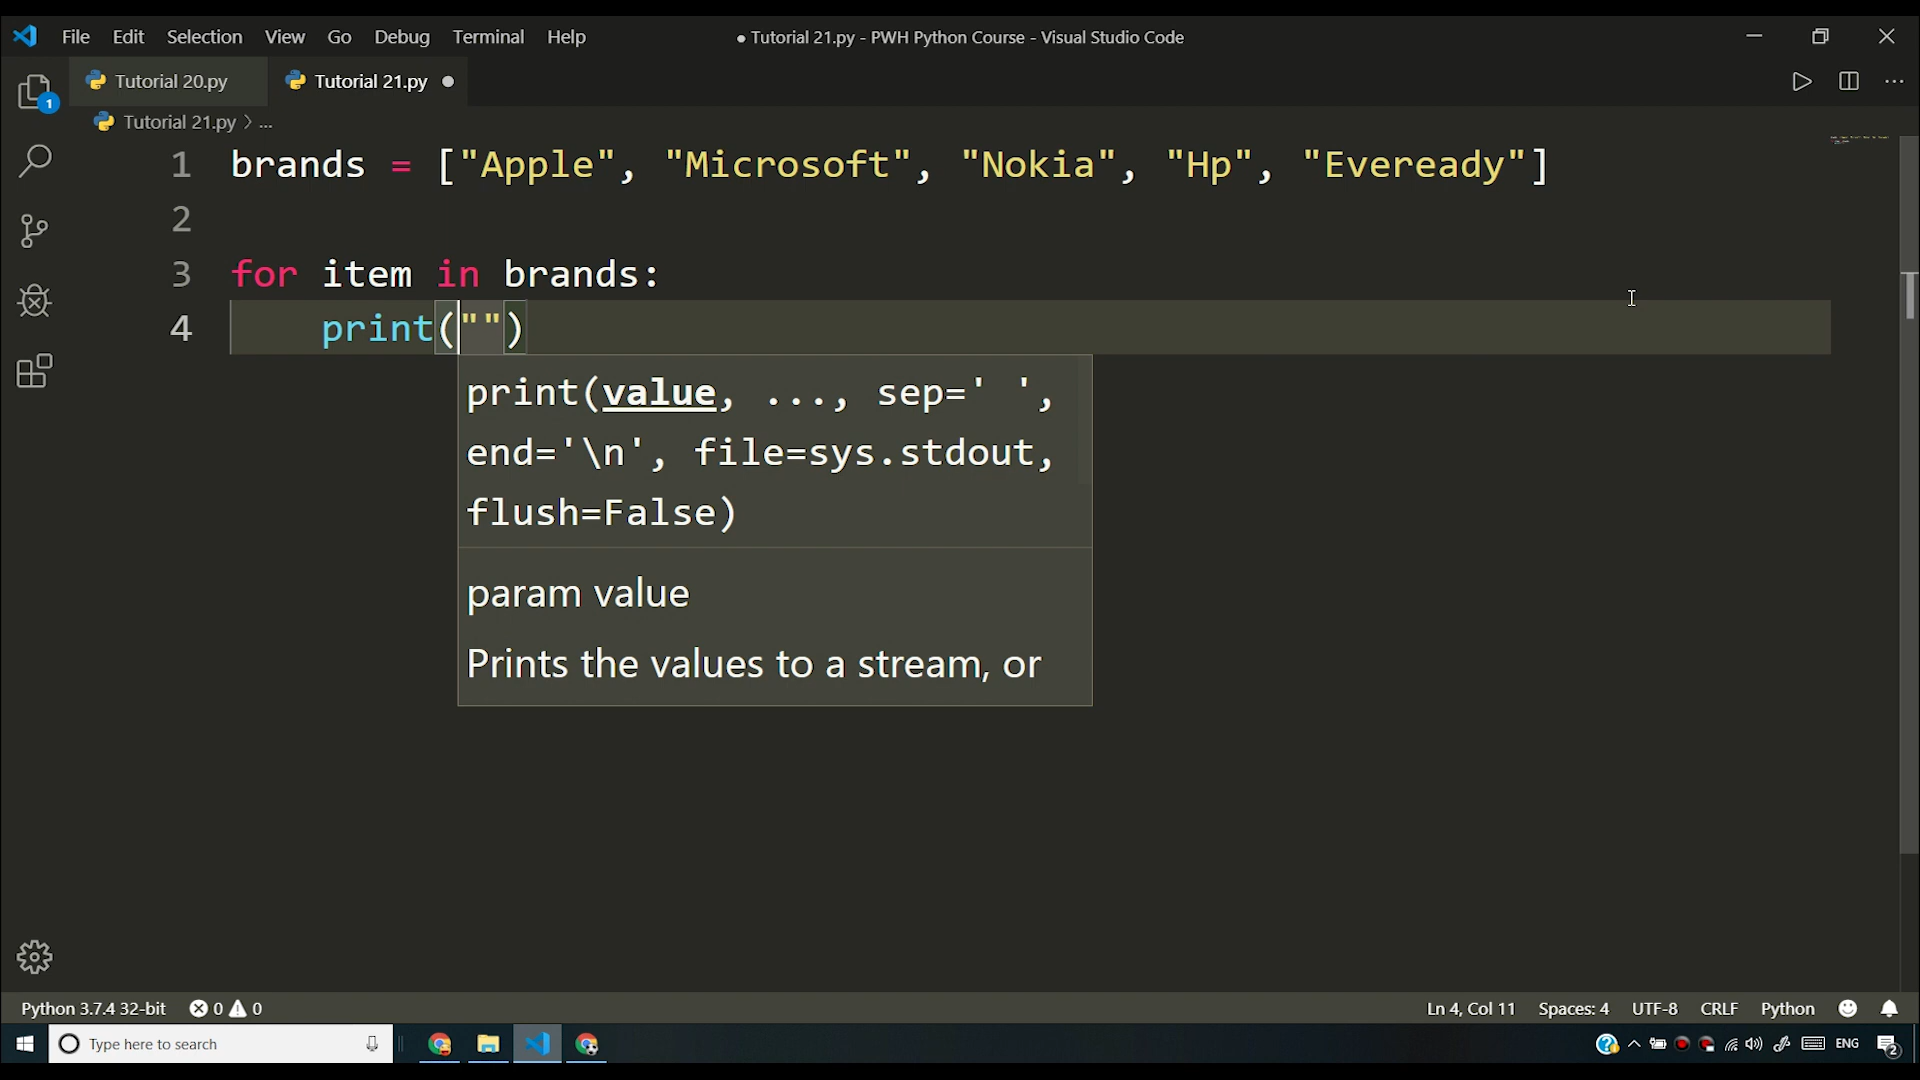 File Edit Selection View Go Debug Terminal Help
● Tutorial 21.py - PWH Python Course - Visual Studio Code
Tutorial 20.py
Tutorial 21.py ●
Tutorial 21.py > ...
1
1 brands = ["Apple", "Microsoft", "Nokia", "Hp", "Eveready"]
2
3 for item in brands:
4 print("")
print(value, ..., sep=' ',
end='\n', file=sys.stdout,
flush=False)
param value
Prints the values to a stream, or
Python 3.7.4 32-bit 0 0 Ln 4, Col 11 Spaces: 4 UTF-8 CRLF Python
Type here to search ENG 2